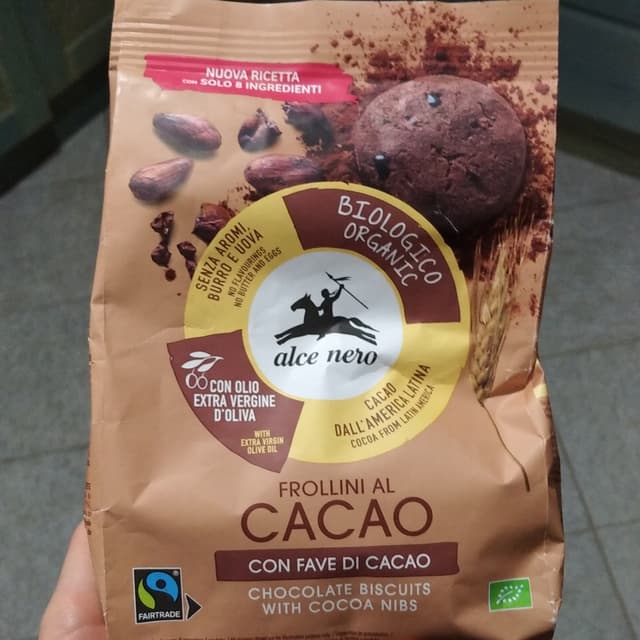 NUOVA RICETTA
CON SOLO 8 INGREDIENTI
BIOLOGICO
ORGANIC
SENZA AROMI,
BURRO E UOVA
NO FLAVOURINGS
NO BUTTER AND EGGS
alce nero
CON OLIO
EXTRA VERGINE
D'OLIVA
WITH
EXTRA VIRGIN
OLIVE OIL
CACAO
DALL'AMERICA LATINA
COCOA FROM LATIN AMERICA
FROLLINI AL
CACAO
CON FAVE DI CACAO
CHOCOLATE BISCUITS
WITH COCOA NIBS
FAIRTRADE